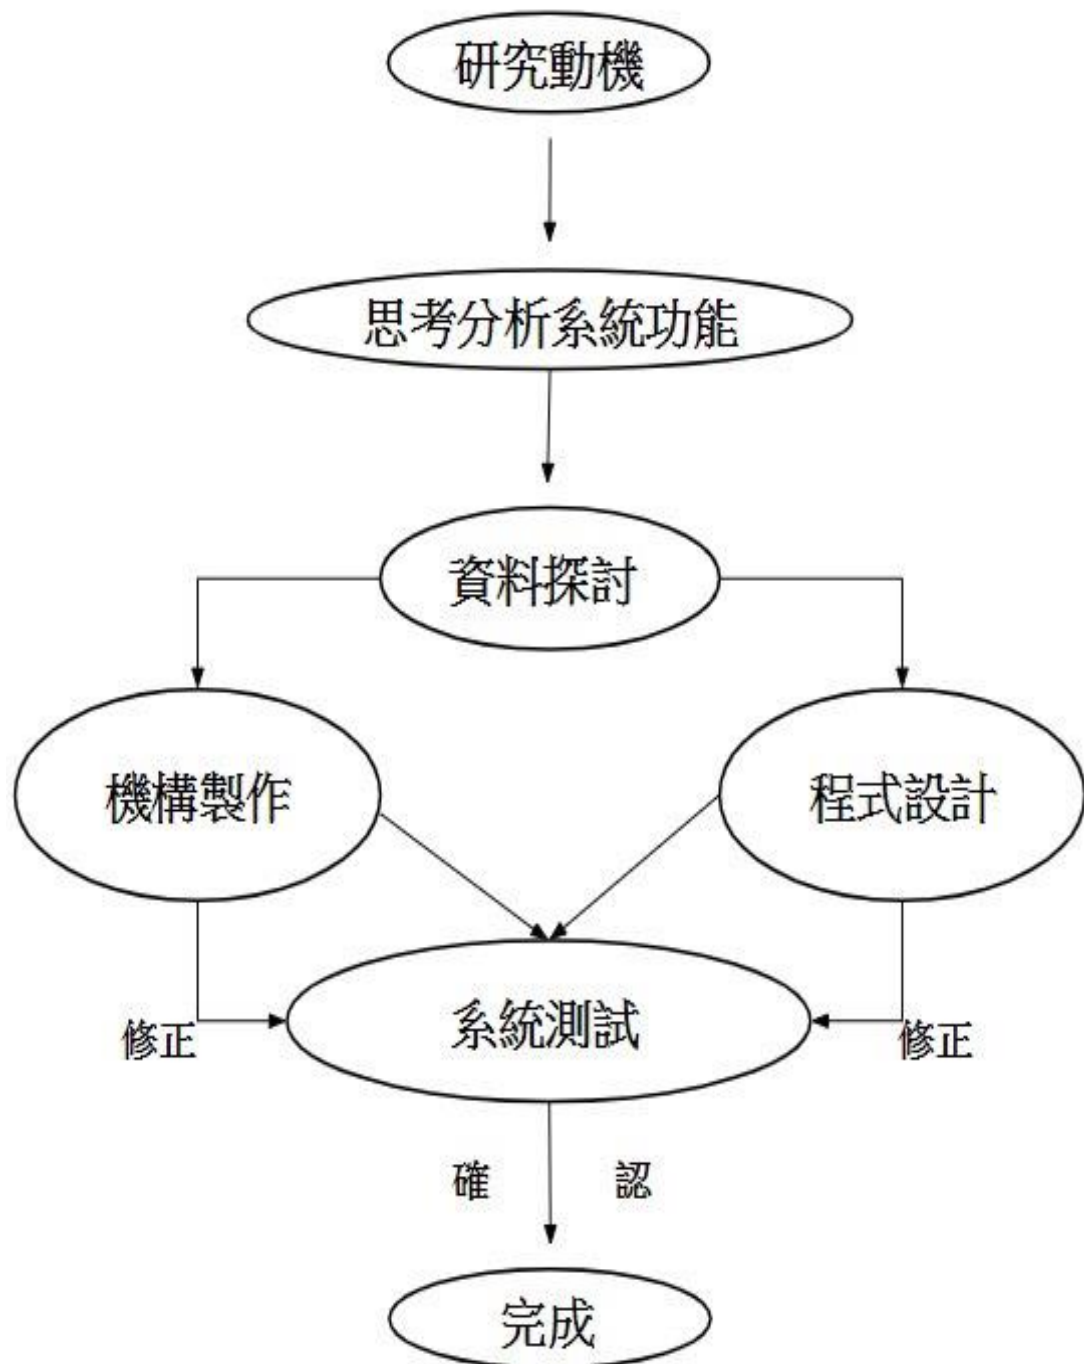 研究動機
思考分析系統功能
資料探討
機構製作
程式設計
系統測試
修正
修正
確 認
完成